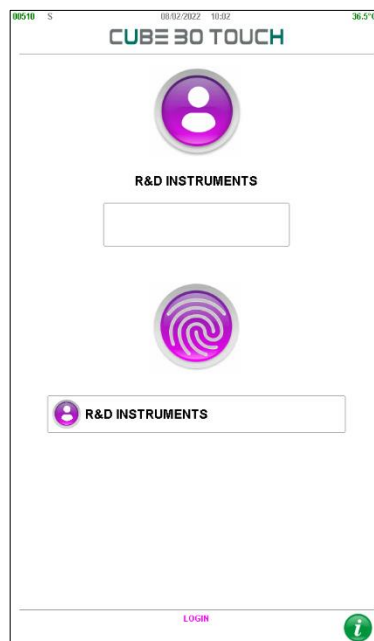 00510 S 08/02/2022 10:02 36.5°C
CUBE 30 TOUCH
R&D INSTRUMENTS
R&D INSTRUMENTS
LOGIN
i